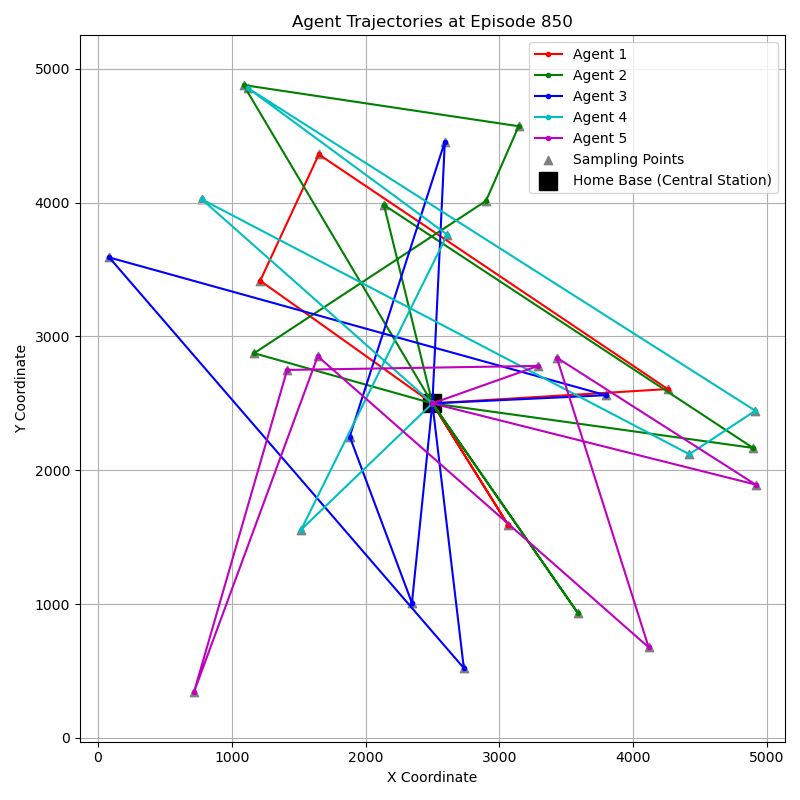 Agent Trajectories at Episode 850
Agent 1
Agent 2
Agent 3
Agent 4
Agent 5
Sampling Points
Home Base (Central Station)
5000
4000
3000
2000
1000
0
Y Coordinate
0 1000 2000 3000 4000 5000
X Coordinate